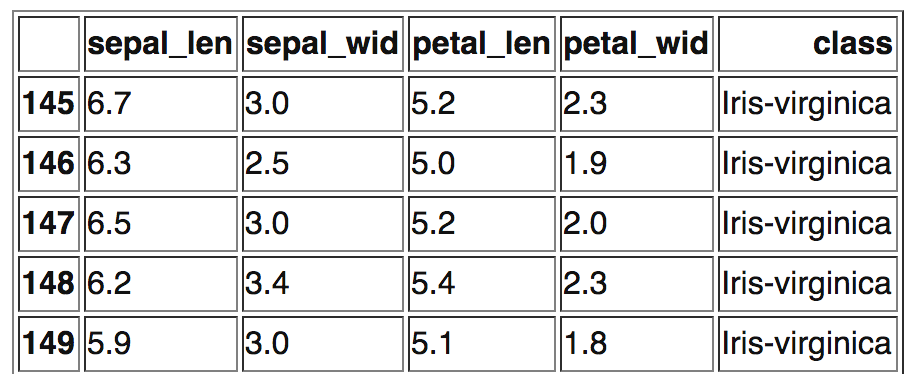 sepal_len sepal_wid petal_len petal_wid class
145 6.7 3.0 5.2 2.3 Iris-virginica
146 6.3 2.5 5.0 1.9 Iris-virginica
147 6.5 3.0 5.2 2.0 Iris-virginica
148 6.2 3.4 5.4 2.3 Iris-virginica
149 5.9 3.0 5.1 1.8 Iris-virginica